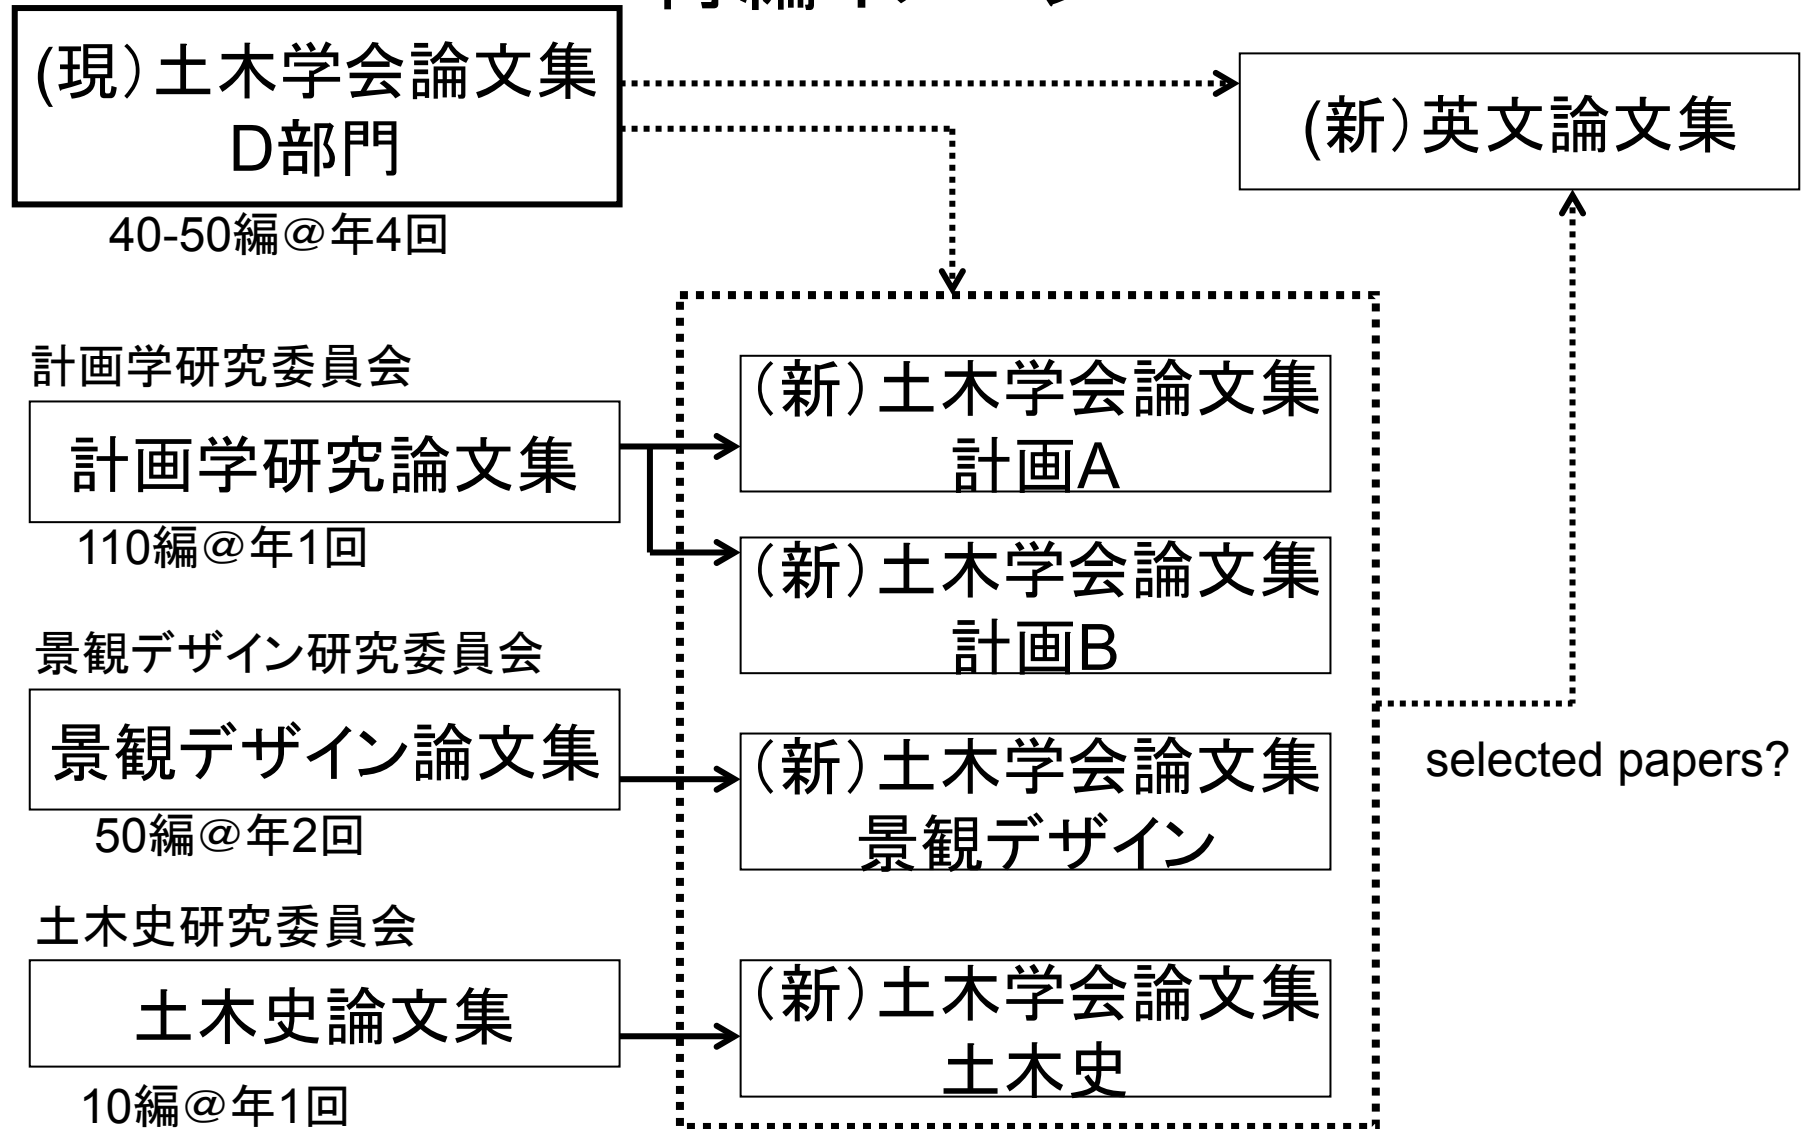 (現)土木学会論文集
D部門
40-50編＠年4回
(新)英文論文集
計画学研究委員会
計画学研究論文集
110編＠年1回
(新)土木学会論文集
計画A
(新)土木学会論文集
計画B
景観デザイン研究委員会
景観デザイン論文集
50編＠年2回
(新)土木学会論文集
景観デザイン
selected papers?
土木史研究委員会
土木史論文集
10編＠年1回
(新)土木学会論文集
土木史